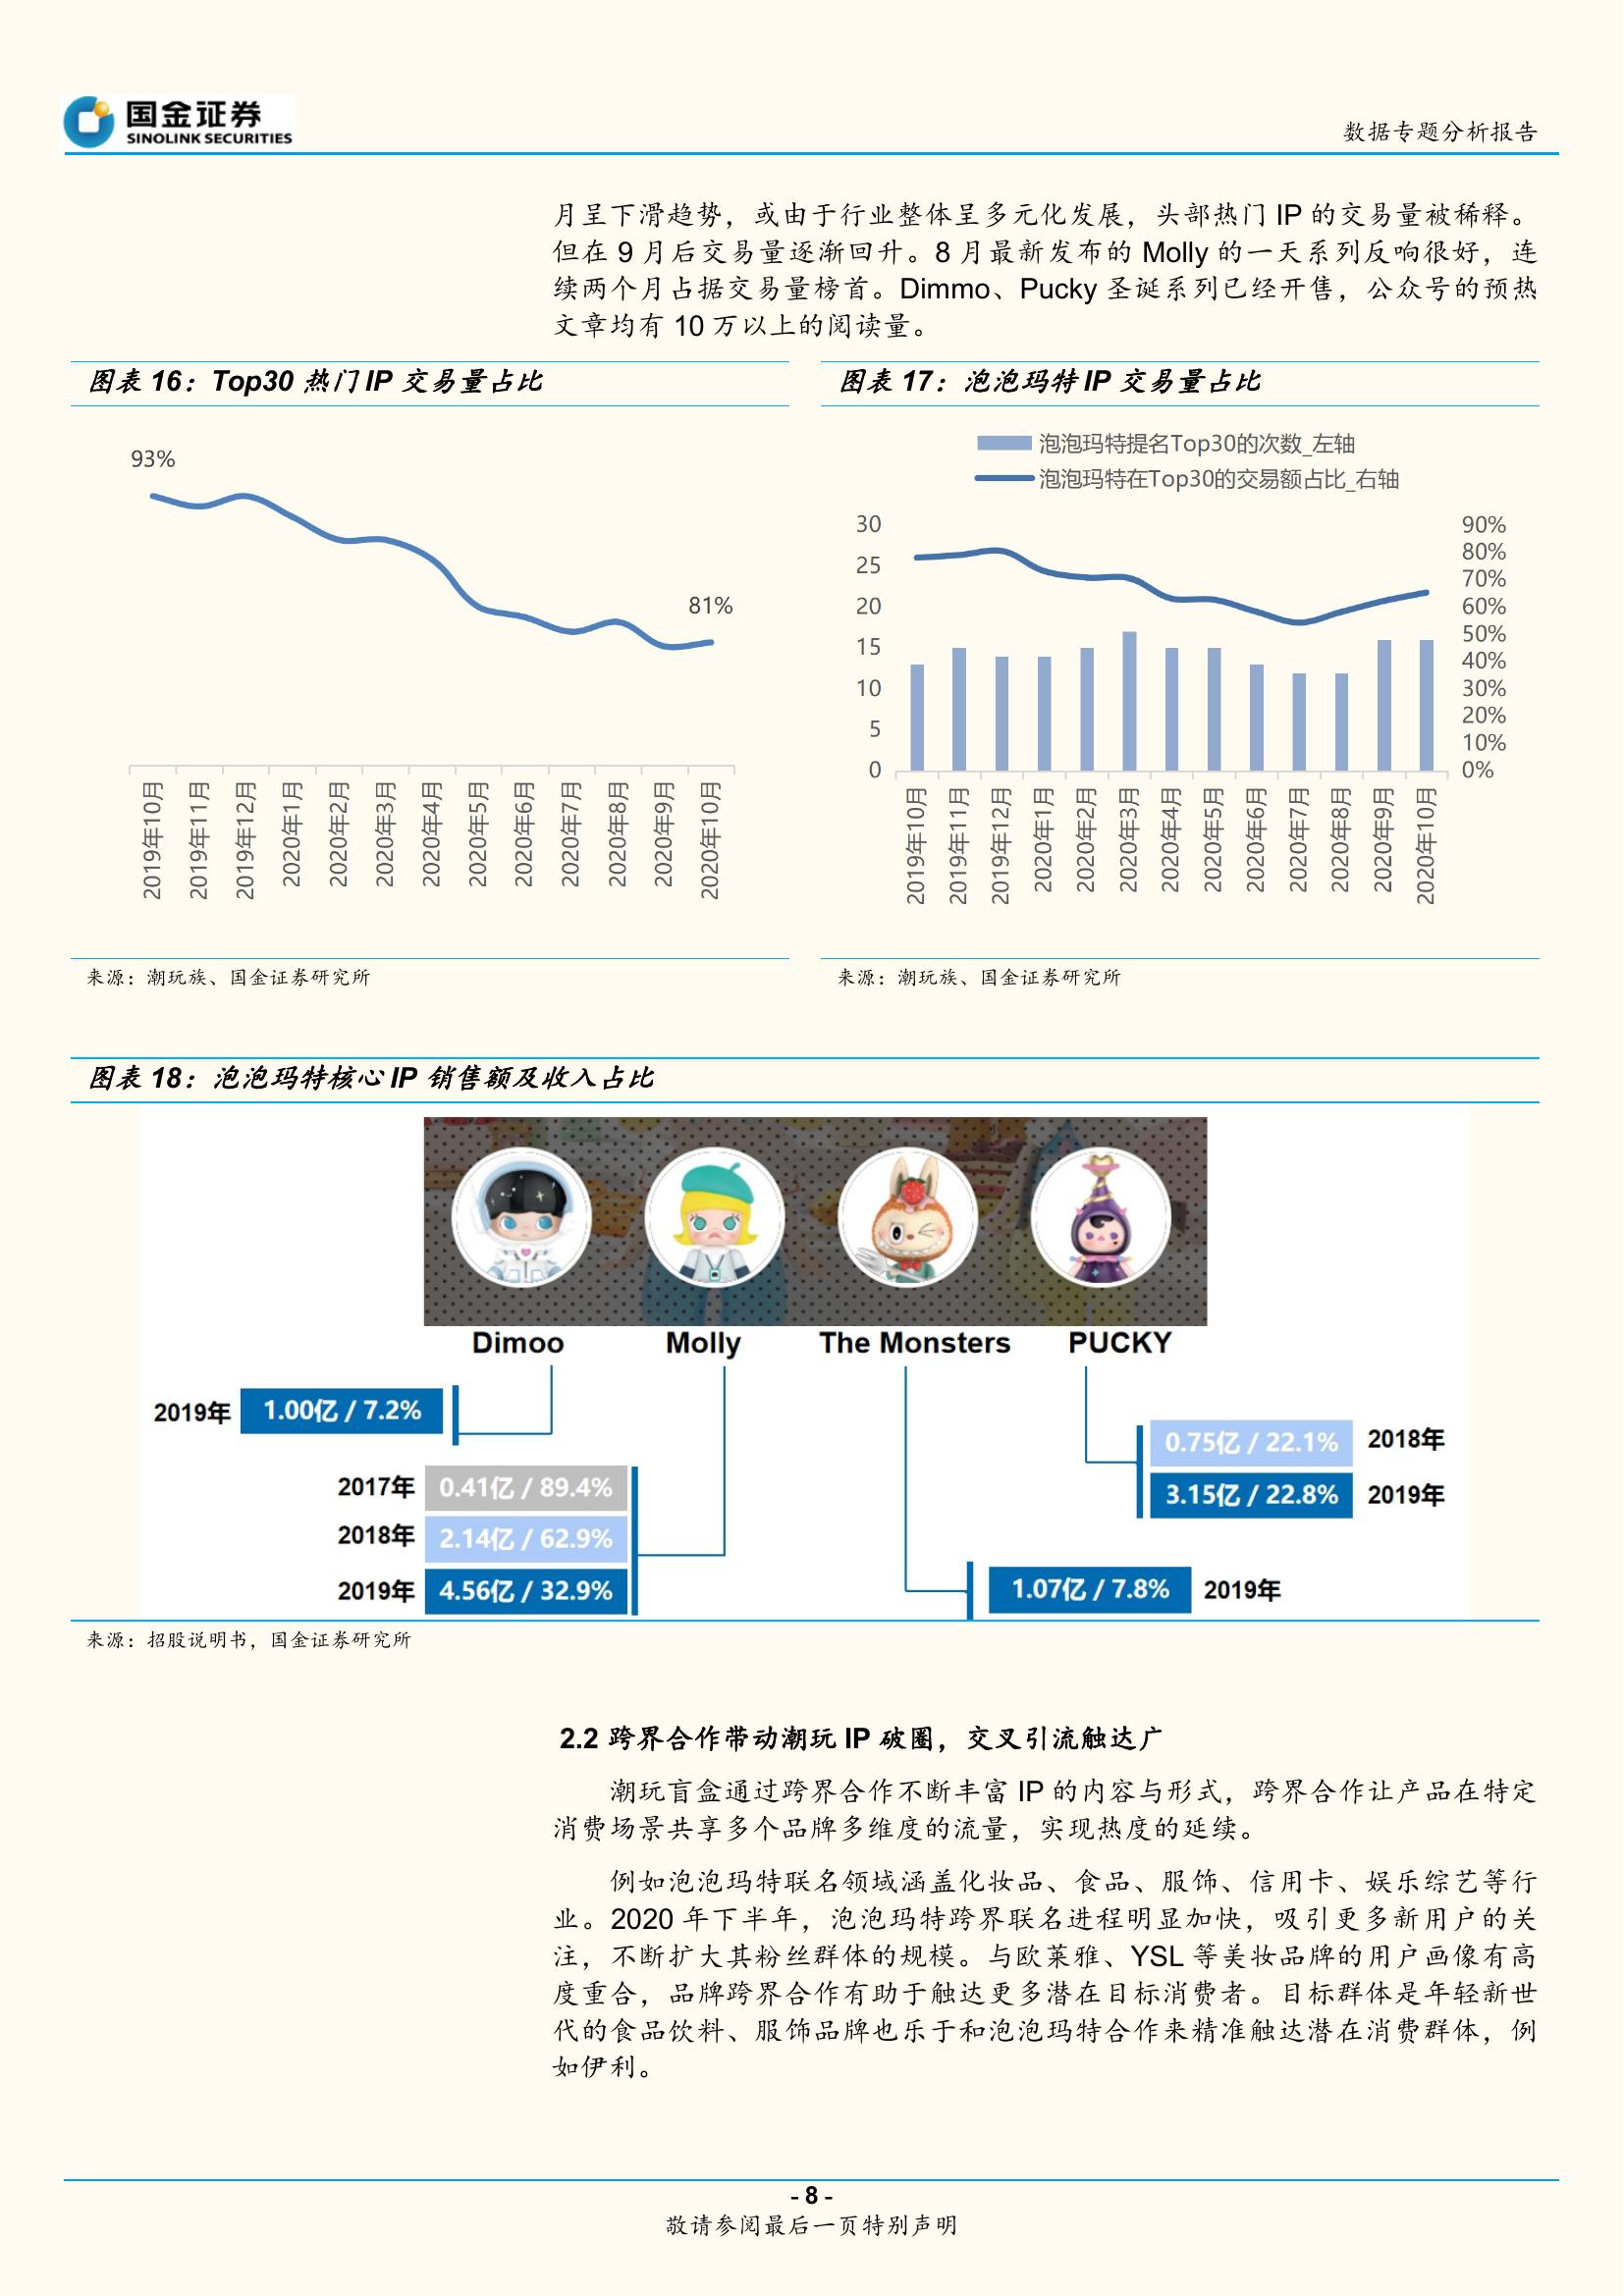 国金证券
SINOLINK SECURITIES
数据专题分析报告
月呈下滑趋势，或由于行业整体呈多元化发展，头部热门 IP 的交易量被稀释。
但在 9 月后交易量逐渐回升。8 月最新发布的 Molly 的一天系列反响很好，连
续两个月占据交易量榜首。Dimmo、Pucky 圣诞系列已经开售，公众号的预热
文章均有 10 万以上的阅读量。
图表 16：Top30 热门 IP 交易量占比
93%
81%
2019年10月
2019年11月
2019年12月
2020年1月
2020年2月
2020年3月
2020年4月
2020年5月
2020年6月
2020年7月
2020年8月
2020年9月
2020年10月
来源：潮玩族、国金证券研究所
图表 17：泡泡玛特 IP 交易量占比
泡泡玛特提名Top30的次数_左轴
泡泡玛特在Top30的交易额占比_右轴
30
25
20
15
10
5
0
90%
80%
70%
60%
50%
40%
30%
20%
10%
0%
2019年10月
2019年11月
2019年12月
2020年1月
2020年2月
2020年3月
2020年4月
2020年5月
2020年6月
2020年7月
2020年8月
2020年9月
2020年10月
来源：潮玩族、国金证券研究所
图表 18：泡泡玛特核心 IP 销售额及收入占比
Dimoo Molly The Monsters PUCKY
2019年 1.00亿 / 7.2%
2017年 0.41亿 / 89.4%
2018年 2.14亿 / 62.9%
2019年 4.56亿 / 32.9%
1.07亿 / 7.8% 2019年
0.75亿 / 22.1% 2018年
3.15亿 / 22.8% 2019年
来源：招股说明书，国金证券研究所
2.2 跨界合作带动潮玩 IP 破圈，交叉引流触达广
潮玩盲盒通过跨界合作不断丰富 IP 的内容与形式，跨界合作让产品在特定
消费场景共享多个品牌多维度的流量，实现热度的延续。
例如泡泡玛特联名领域涵盖化妆品、食品、服饰、信用卡、娱乐综艺等行
业。2020 年下半年，泡泡玛特跨界联名进程明显加快，吸引更多新用户的关
注，不断扩大其粉丝群体的规模。与欧莱雅、YSL 等美妆品牌的用户画像有高
度重合，品牌跨界合作有助于触达更多潜在目标消费者。目标群体是年轻新世
代的食品饮料、服饰品牌也乐于和泡泡玛特合作来精准触达潜在消费群体，例
如伊利。
- 8 -
敬请参阅最后一页特别声明